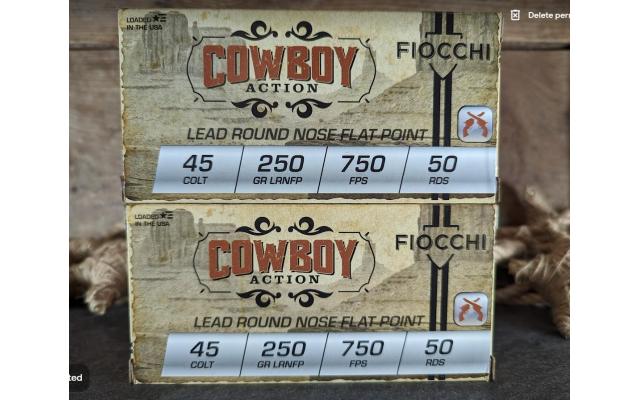 Delete per
LOADED
IN THE USA
COWBOY
ACTION
FIOCCHI
LEAD ROUND NOSE FLAT POINT
45 250 750 50
COLT GR LRNFP FPS RDS
LOADED
IN THE USA
COWBOY
ACTION
FIOCCHI
LEAD ROUND NOSE FLAT POINT
45 250 750 50
COLT GR LRNFP FPS RDS
ted